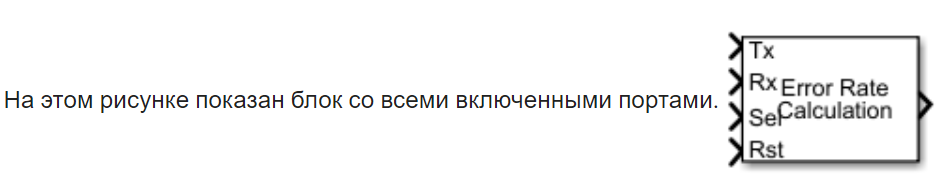 На этом рисунке показан блок со всеми включенными портами.
Tx
Rx
Error Rate
Calculation
Sel
Rst